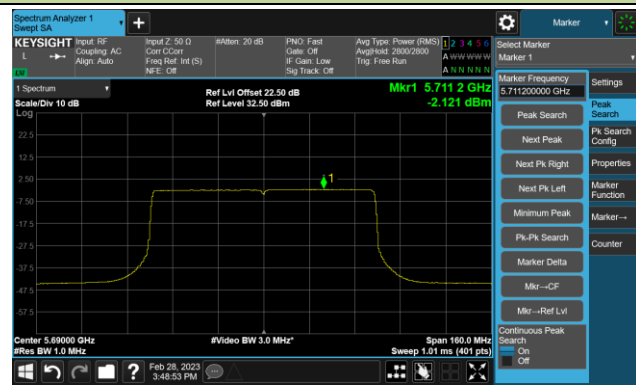 Spectrum Analyzer 1
Swept SA
Marker
KEYSIGHT
Input: RF
Coupling: AC
Align: Auto
Input Z: 50 Ω
Corr CCorr
Freq Ref: Int (S)
NFE: Off
#Atten: 20 dB
PNO: Fast
Gate: Off
IF Gain: Low
Sig Track: Off
Avg Type: Power (RMS)
Avg|Hold: 2800/2800
Trig: Free Run
1 2 3 4 5 6
A W W W W W
A N N N N N
L
LW
Select Marker
Marker 1
1 Spectrum
Scale/Div 10 dB
Ref Lvl Offset 22.50 dB
Ref Level 32.50 dBm
Mkr1 5.711 2 GHz
-2.121 dBm
Log
22.5
12.5
2.50
-7.50
-17.5
-27.5
-37.5
-47.5
-57.5
1
Center 5.69000 GHz
#Res BW 1.0 MHz
#Video BW 3.0 MHz*
Span 160.0 MHz
Sweep 1.01 ms (401 pts)
Feb 28, 2023
3:48:53 PM
Marker Frequency
5.711200000 GHz
Peak Search
Next Peak
Next Pk Right
Next Pk Left
Minimum Peak
Pk-Pk Search
Marker Delta
Mkr→CF
Mkr→Ref Lvl
Continuous Peak
Search
On
Off
Settings
Peak
Search
Pk Search
Config
Properties
Marker
Function
Marker→
Counter